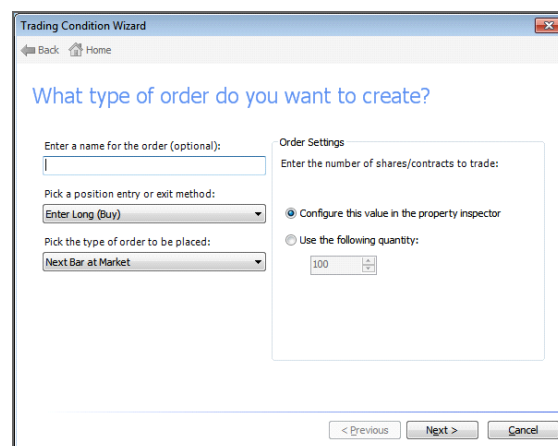 Trading Condition Wizard
Back Home
What type of order do you want to create?
Enter a name for the order (optional):
Pick a position entry or exit method:
Enter Long (Buy)
Pick the type of order to be placed:
Next Bar at Market
Order Settings
Enter the number of shares/contracts to trade:
Configure this value in the property inspector
Use the following quantity:
100
< Previous Next > Cancel